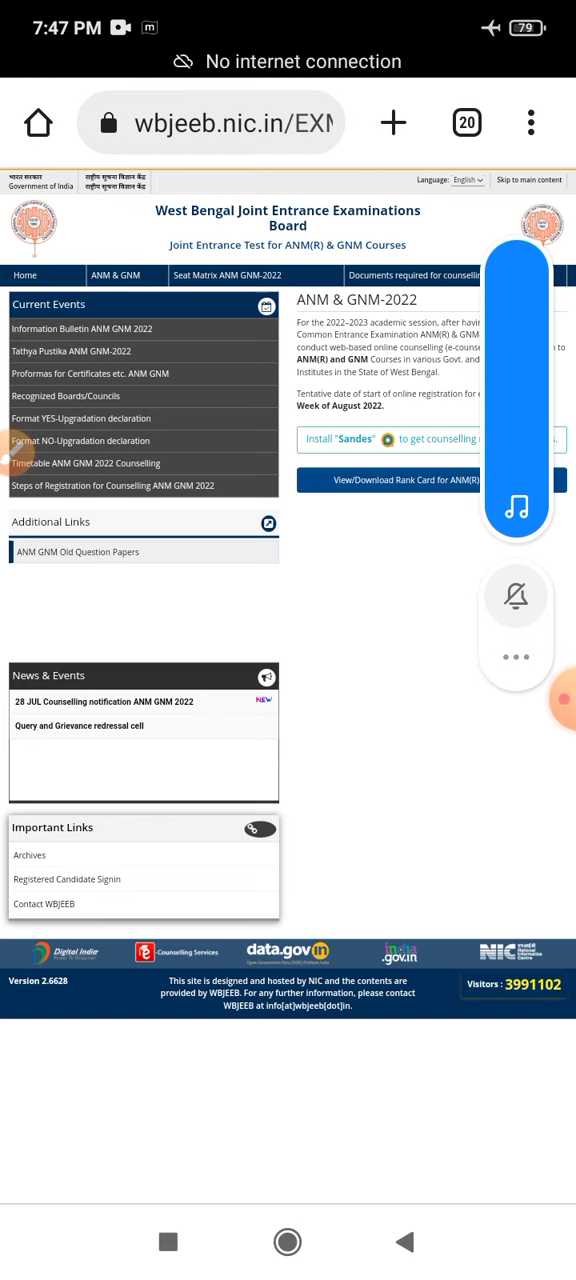 7:47 PM m 79
No internet connection
wbjeeb.nic.in/EXM
20
भारत सरकार
Government of India
राष्ट्रीय सूचना विज्ञान केंद्र
राष्ट्रीय सूचना विज्ञान केंद्र
Language: English
Skip to main content
West Bengal Joint Entrance Examinations
Board
Joint Entrance Test for ANM(R) & GNM Courses
Home
ANM & GNM
Seat Matrix ANM GNM-2022
Documents required for
Current Events
Information Bulletin ANM GNM 2022
Tathya Pustika ANM GNM-2022
Proformas for Certificates etc. ANM GNM
Recognized Boards/Councils
Format YES-Upgradation declaration
Format NO-Upgradation declaration
Timetable ANM GNM 2022 Counselling
Steps of Registration for Counselling ANM GNM 2022
ANM & GNM-2022
For the 2022–2023 academic session, after
Common Entrance Examination ANM(R) & GNM
conduct web-based online counselling to
ANM(R) and GNM Courses in various Govt. and
Institutes in the State of West Bengal.
Tentative date of start of online registration for
Week of August 2022.
Install "Sandes" to get counselling s.
View/Download Rank Card for ANM(R)
Additional Links
ANM GNM Old Question Papers
News & Events
28 JUL Counselling notification ANM GNM 2022 NEW
Query and Grievance redressal cell
Important Links
Archives
Registered Candidate Signin
Contact WBJEEB
Digital India
Counselling Services
data.gov in
.gov.in
NIC
Version 2.6628
This site is designed and hosted by NIC and the contents are
provided by WBJEEB. For any further information, please contact
WBJEEB at info[at]wbjeeb[dot]in.
Visitors : 3991102